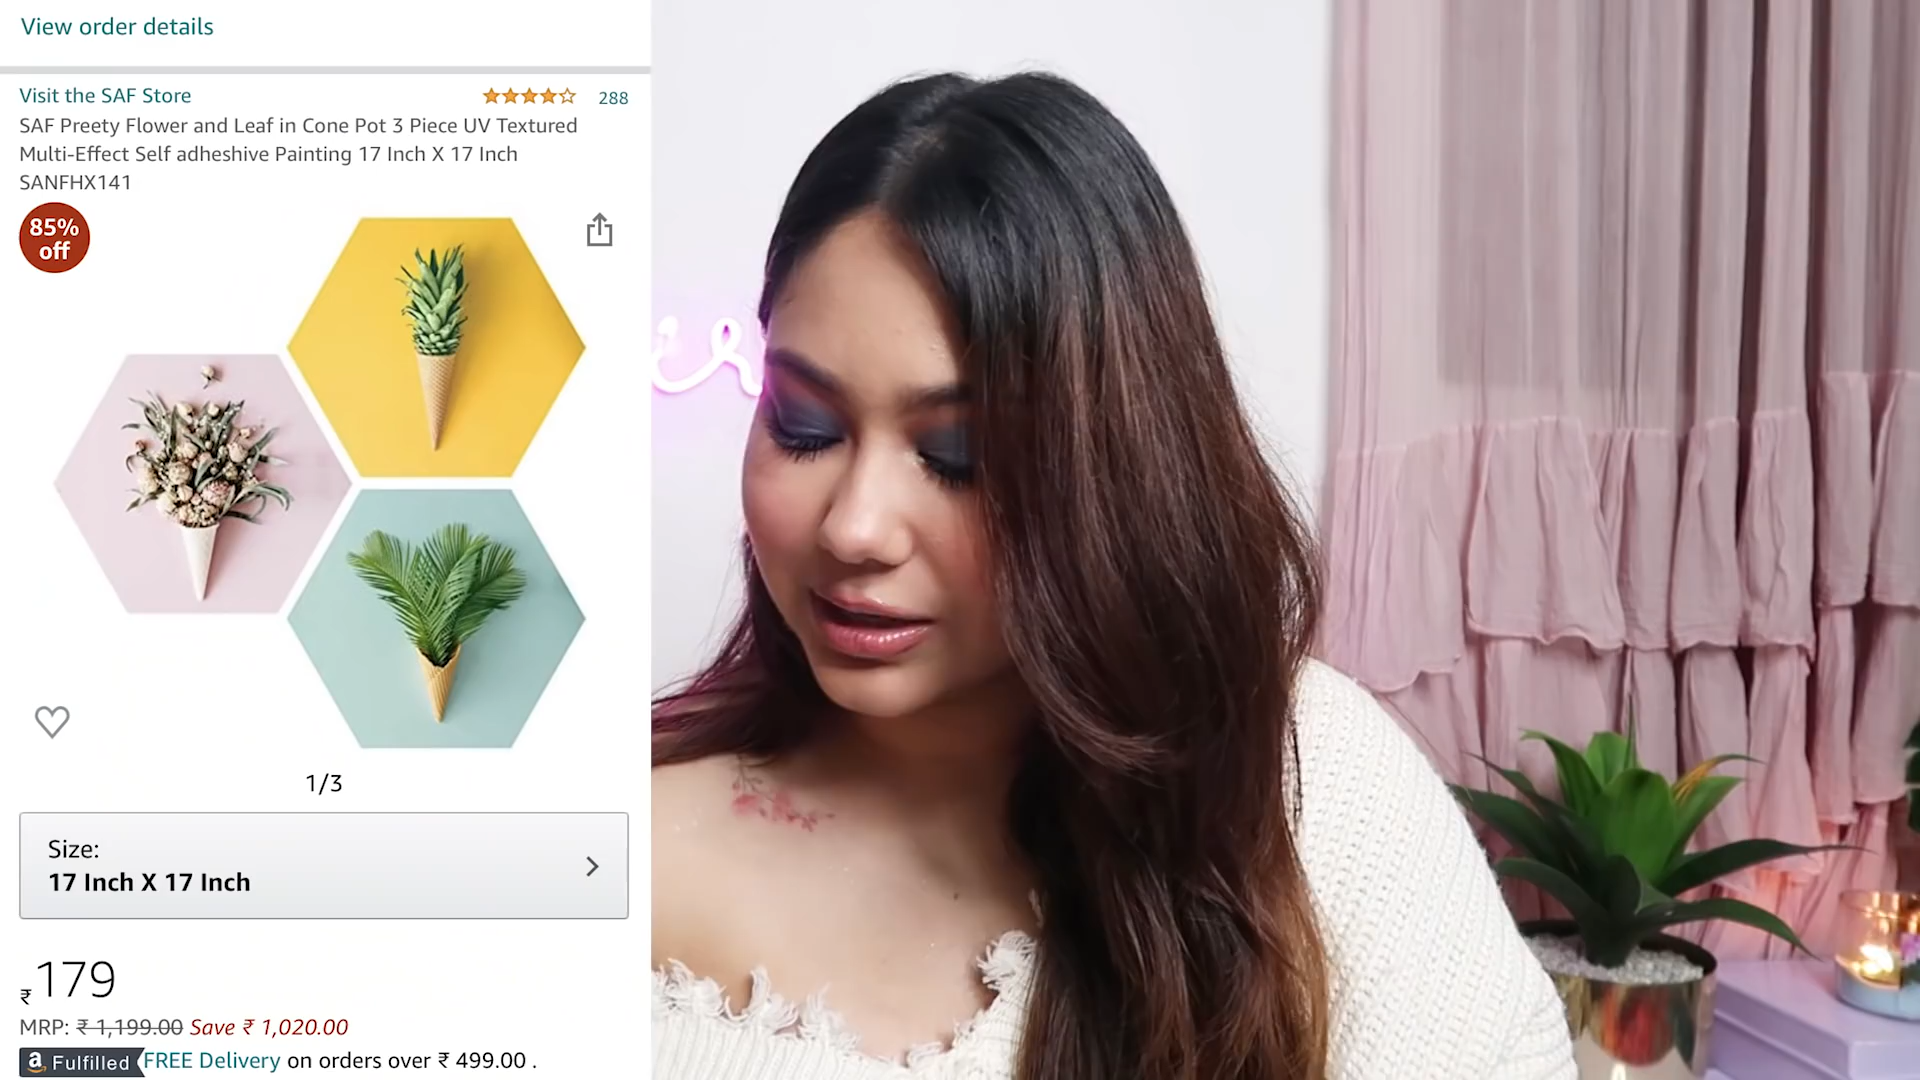 View order details
Visit the SAF Store
288
SAF Preety Flower and Leaf in Cone Pot 3 Piece UV Textured
Multi-Effect Self adheshive Painting 17 Inch X 17 Inch
SANFHX141
85%
off
1/3
Size:
17 Inch X 17 Inch
₹179
MRP: ₹ 1,199.00 Save ₹ 1,020.00
a Fulfilled FREE Delivery on orders over ₹ 499.00 .